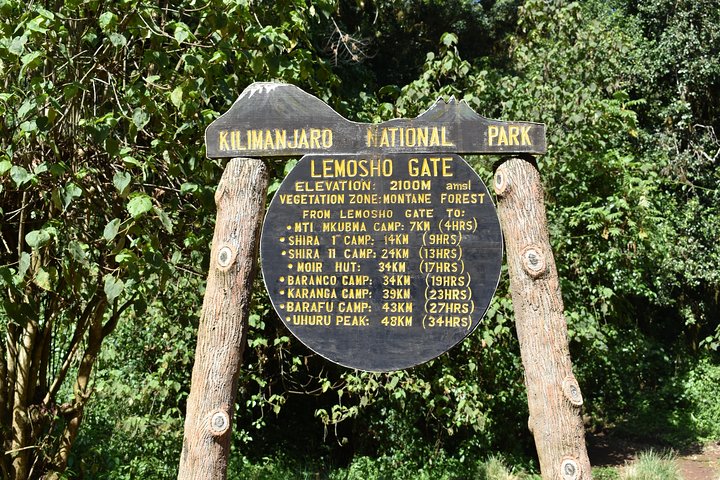 KILIMANJARO NATIONAL PARK
LEMOSHO GATE
ELEVATION: 2100M amsl
VEGETATION ZONE: MONTANE FOREST
FROM LEMOSHO GATE TO:
• MTI MKUBWA CAMP: 7KM (4HRS)
• SHIRA 1 CAMP: 14KM (9HRS)
• SHIRA 11 CAMP: 24KM (13HRS)
• MOIR HUT: 34KM (17HRS)
• BARANCO CAMP: 34KM (19HRS)
• KARANGA CAMP: 39KM (23HRS)
• BARAFU CAMP: 43KM (27HRS)
• UHURU PEAK: 48KM (34HRS)